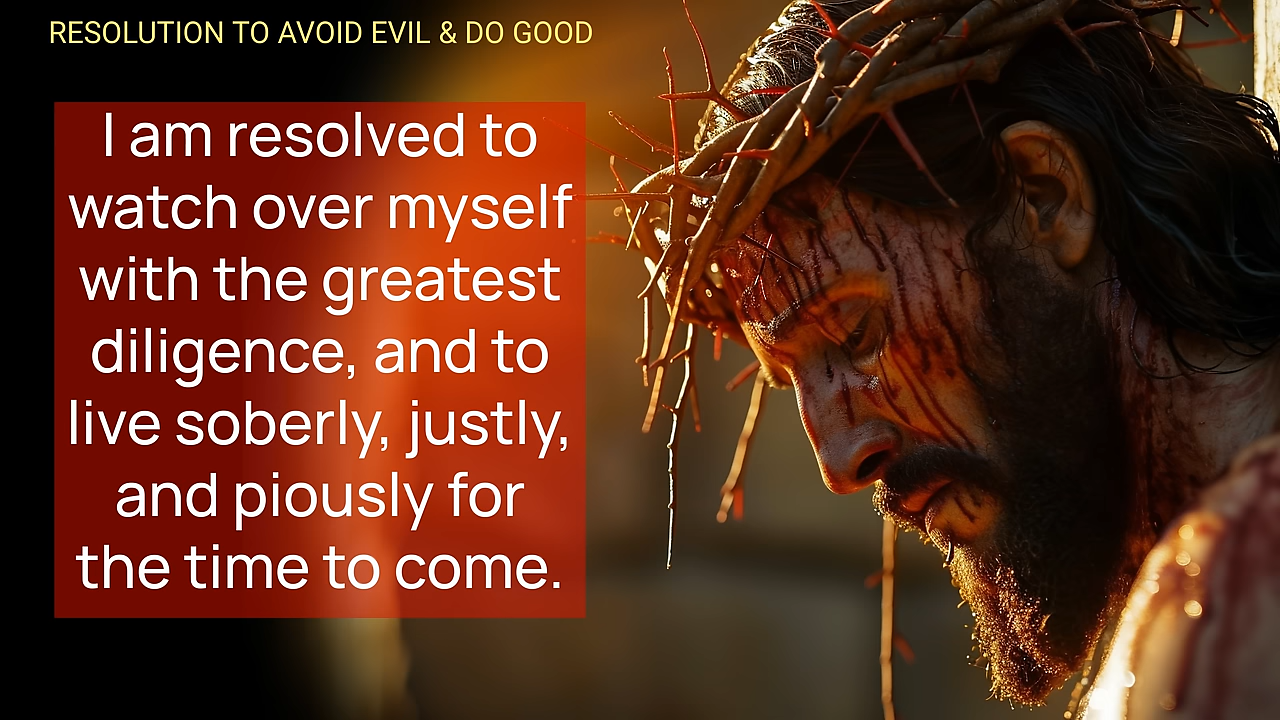 RESOLUTION TO AVOID EVIL & DO GOOD
I am resolved to
watch over myself
with the greatest
diligence, and to
live soberly, justly,
and piously for
the time to come.